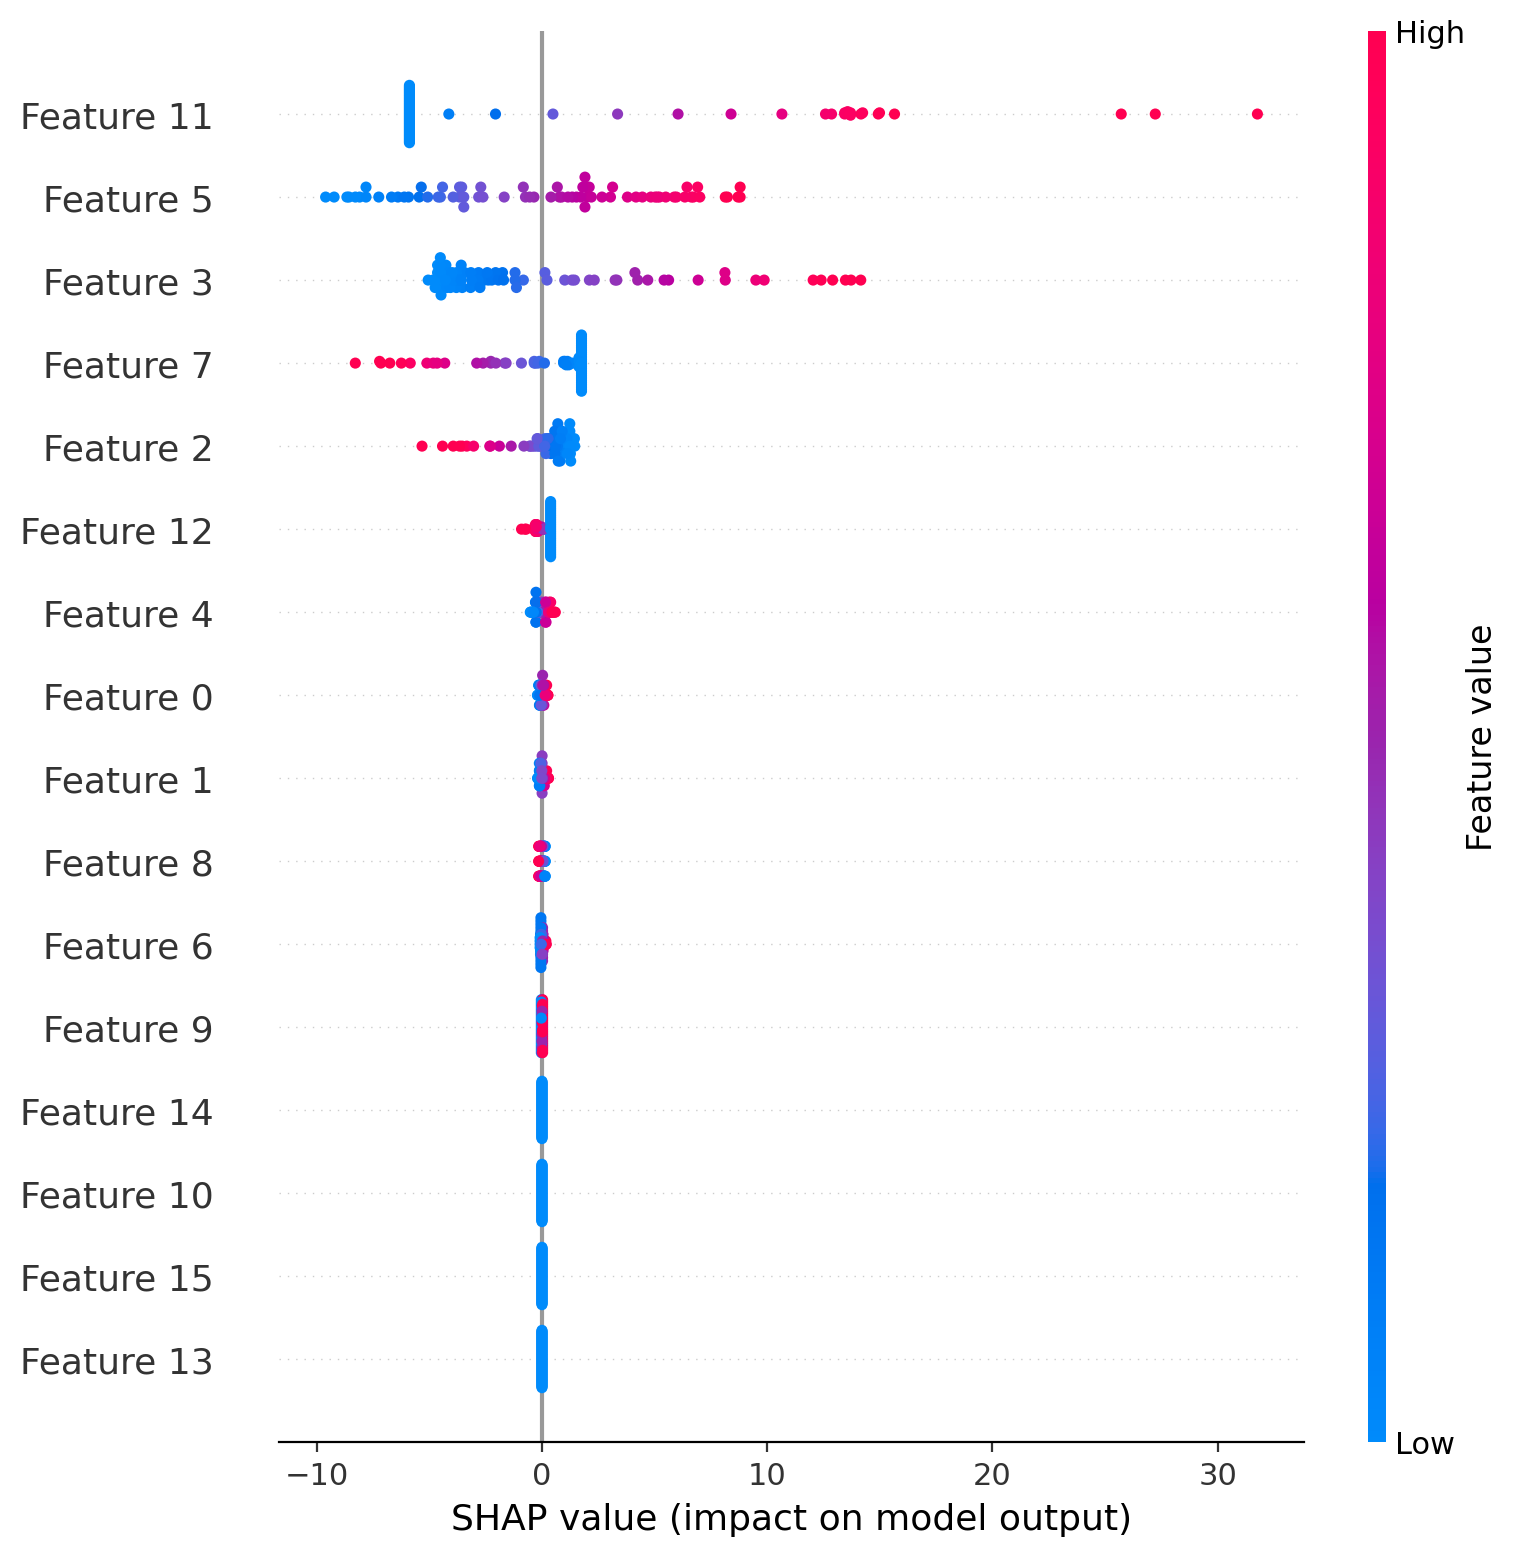 High
Feature 11
Feature 5
Feature 3
Feature 7
Feature 2
Feature 12
Feature 4
Feature 0
Feature 1
Feature 8
Feature 6
Feature 9
Feature 14
Feature 10
Feature 15
Feature 13
Feature value
Low
−10 0 10 20 30
SHAP value (impact on model output)